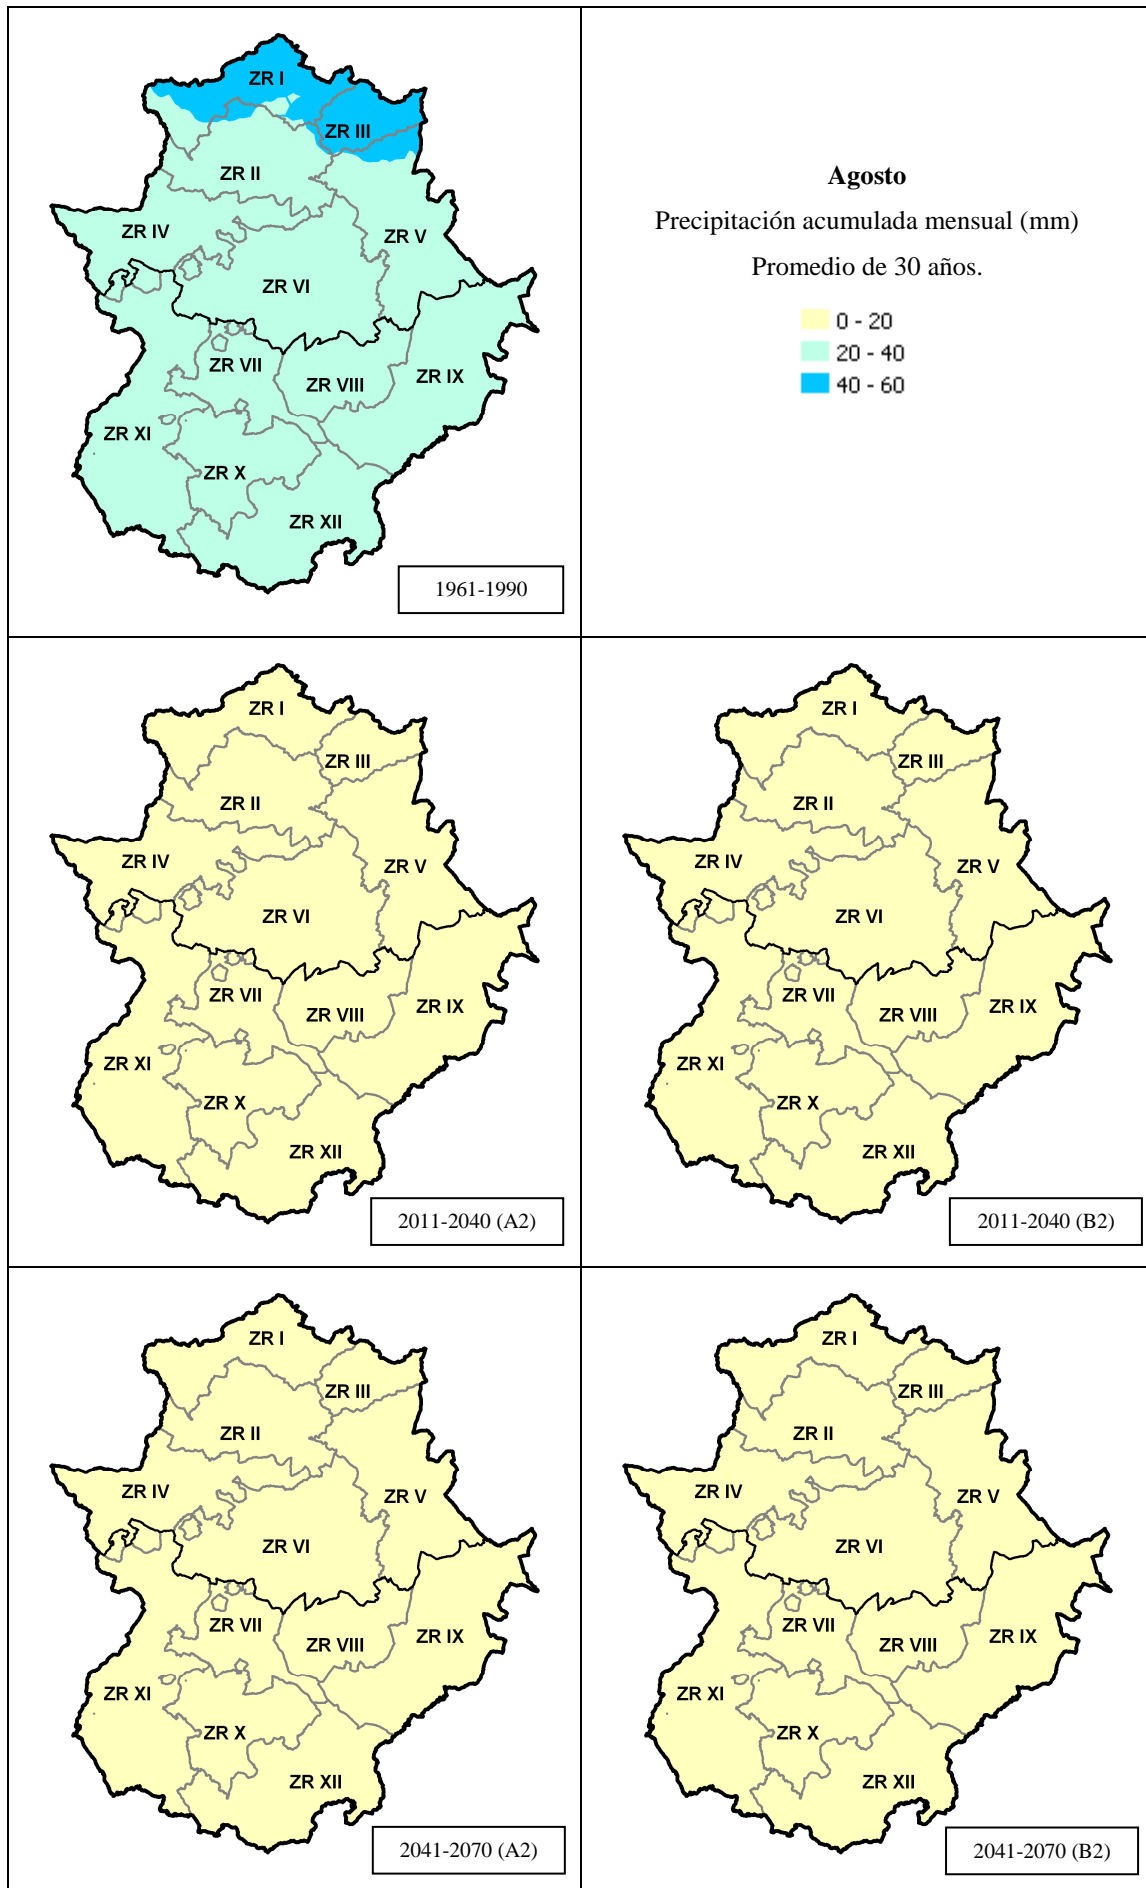 ZR I
ZR III
ZR II
ZR IV
ZR V
ZR VI
ZR VII
ZR VIII
ZR IX
ZR XI
ZR X
ZR XII
1961-1990
Agosto
Precipitación acumulada mensual (mm)
Promedio de 30 años.
0 - 20
20 - 40
40 - 60
ZR I
ZR III
ZR II
ZR IV
ZR V
ZR VI
ZR VII
ZR VIII
ZR IX
ZR XI
ZR X
ZR XII
2011-2040 (A2)
ZR I
ZR III
ZR II
ZR IV
ZR V
ZR VI
ZR VII
ZR VIII
ZR IX
ZR XI
ZR X
ZR XII
2011-2040 (B2)
ZR I
ZR III
ZR II
ZR IV
ZR V
ZR VI
ZR VII
ZR VIII
ZR IX
ZR XI
ZR X
ZR XII
2041-2070 (A2)
ZR I
ZR III
ZR II
ZR IV
ZR V
ZR VI
ZR VII
ZR VIII
ZR IX
ZR XI
ZR X
ZR XII
2041-2070 (B2)